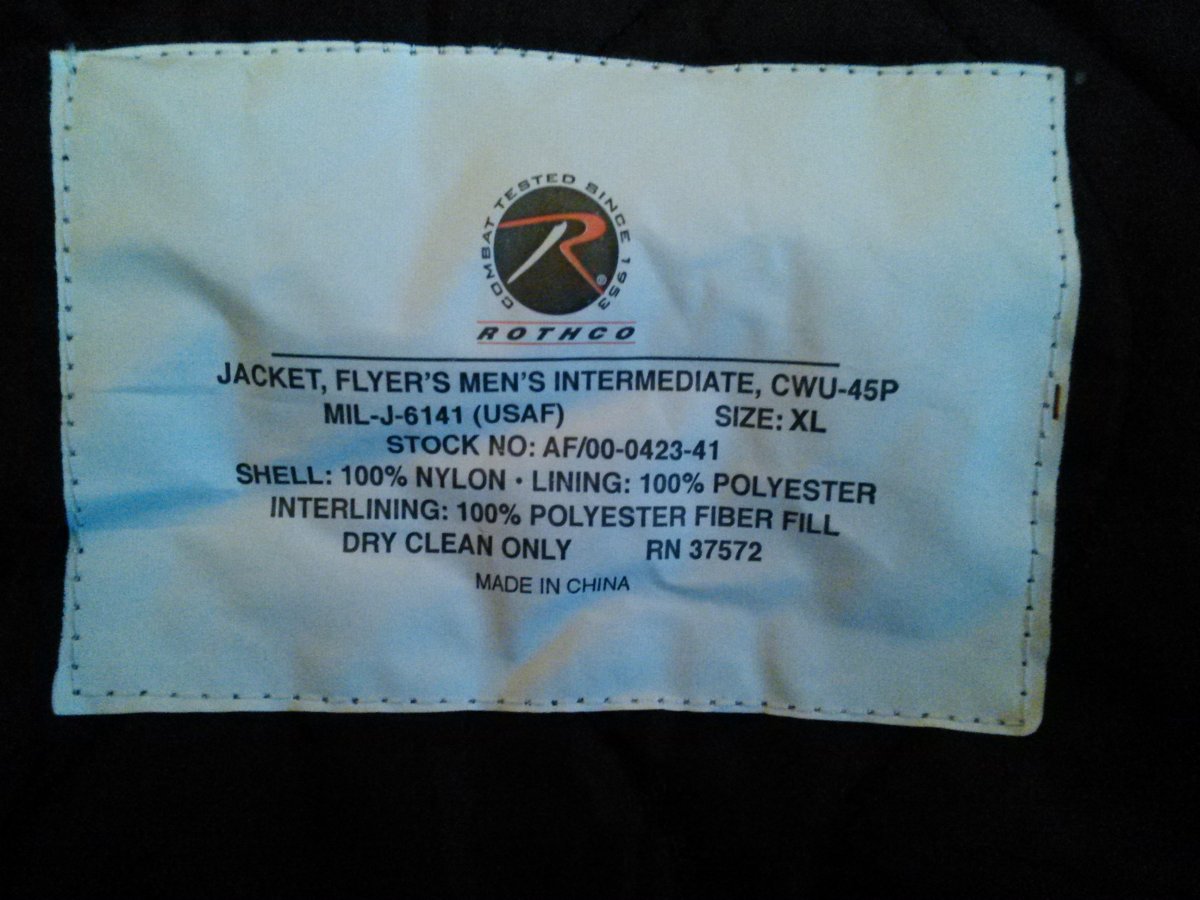 COMBAT TESTED SINCE 1953
R
®
ROTHCO
JACKET, FLYER'S MEN'S INTERMEDIATE, CWU-45P
MIL-J-6141 (USAF) SIZE: XL
STOCK NO: AF/00-0423-41
SHELL: 100% NYLON · LINING: 100% POLYESTER
INTERLINING: 100% POLYESTER FIBER FILL
DRY CLEAN ONLY RN 37572
MADE IN CHINA